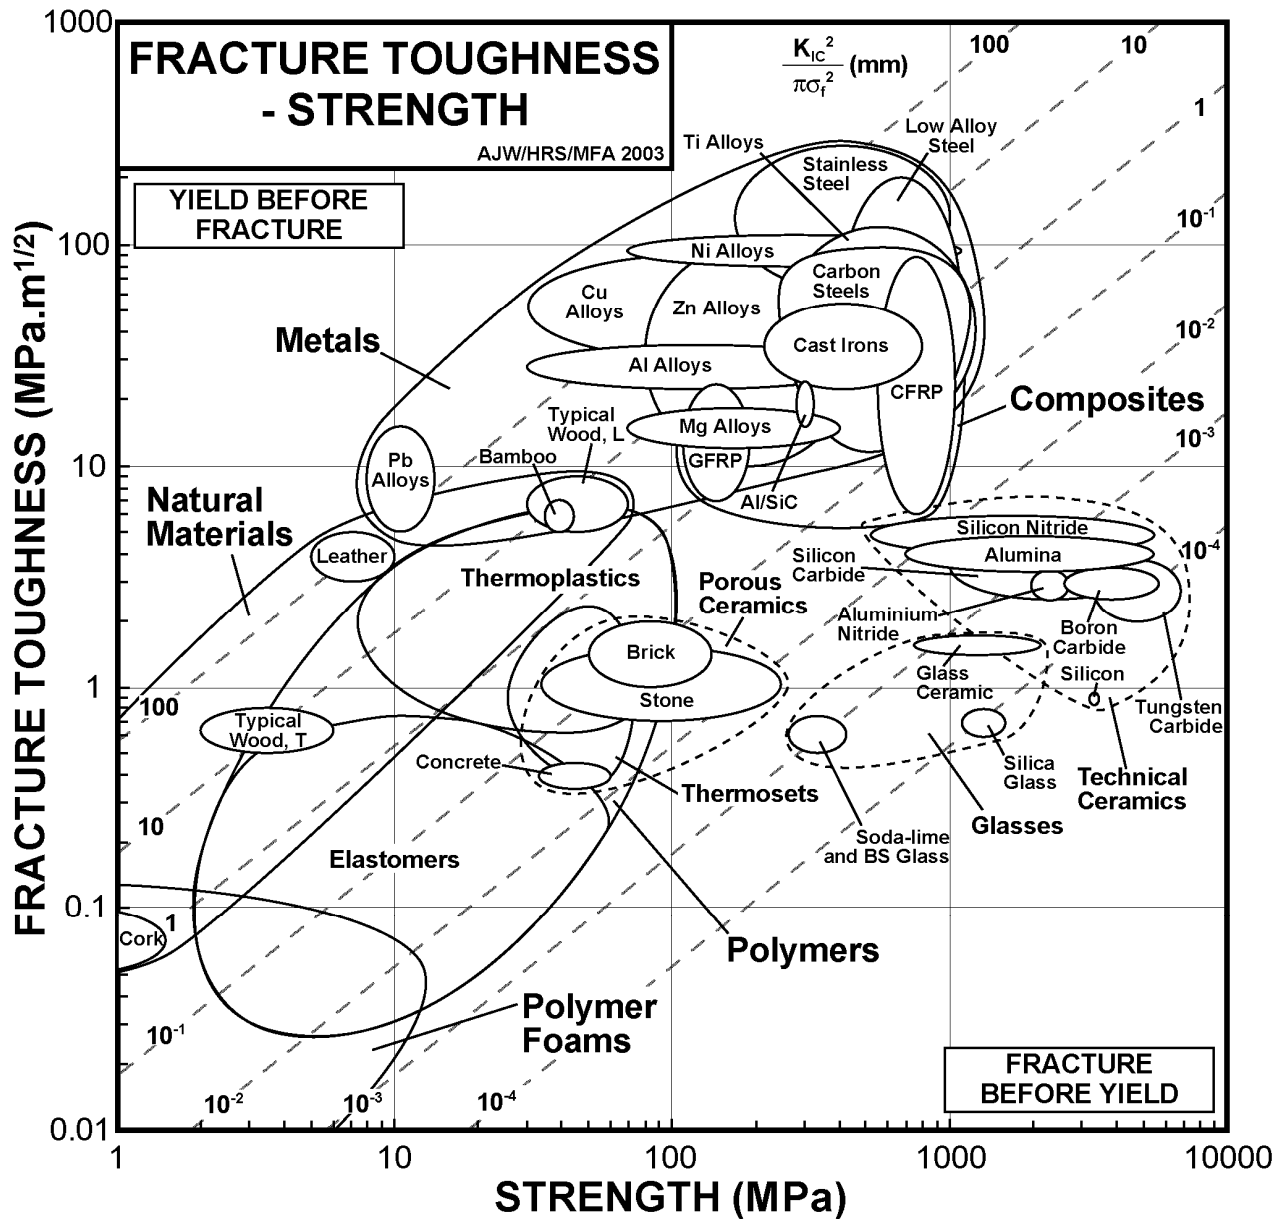 FRACTURE TOUGHNESS
- STRENGTH
AJW/HRS/MFA 2003
YIELD BEFORE
FRACTURE
K_IC²
πσ_f²
(mm)
100
10
1
10⁻¹
10⁻²
10⁻³
10⁻⁴
Ti Alloys
Low Alloy
Steel
Stainless
Steel
Ni Alloys
Carbon
Steels
Cu
Alloys
Zn Alloys
Metals
Cast Irons
Al Alloys
CFRP
Composites
Typical
Wood, L
Mg Alloys
Bamboo
GFRP
Pb
Alloys
Al/SiC
Natural
Materials
Leather
Silicon Nitride
Alumina
Silicon
Carbide
Thermoplastics
Porous
Ceramics
Aluminium
Nitride
Boron
Carbide
Brick
Glass
Ceramic
Silicon
Stone
Tungsten
Carbide
100
Typical
Wood, T
Concrete
Silica
Glass
Technical
Ceramics
Thermosets
10
Glasses
Soda-lime
and BS Glass
Elastomers
1
Cork
Polymers
Polymer
Foams
10⁻¹
10⁻²
10⁻³
10⁻⁴
FRACTURE
BEFORE YIELD
FRACTURE TOUGHNESS (MPa.m^1/2)
1000
100
10
1
0.1
0.01
1
10
100
1000
10000
STRENGTH (MPa)